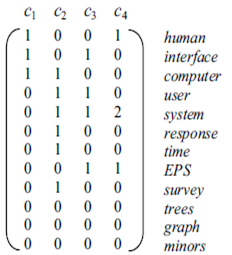 c1 c2 c3 c4
1 0 0 1 human
1 0 1 0 interface
1 1 0 0 computer
0 1 1 0 user
0 1 1 2 system
0 1 0 0 response
0 1 0 0 time
0 0 1 1 EPS
0 1 0 0 survey
0 0 0 0 trees
0 0 0 0 graph
0 0 0 0 minors